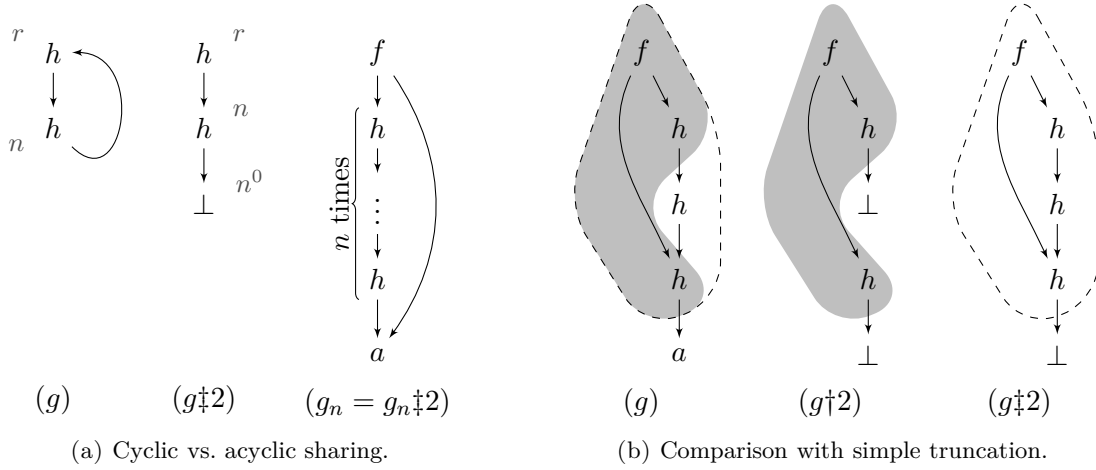 r
h
h
n
(g)
r
h
n
h
n⁰
⊥
(g‡2)
f
h
⋮
h
a
n times
(gₙ = gₙ‡2)
(a) Cyclic vs. acyclic sharing.
f
h
h
h
a
(g)
f
h
⊥
h
⊥
(g†2)
f
h
h
h
⊥
(g‡2)
(b) Comparison with simple truncation.